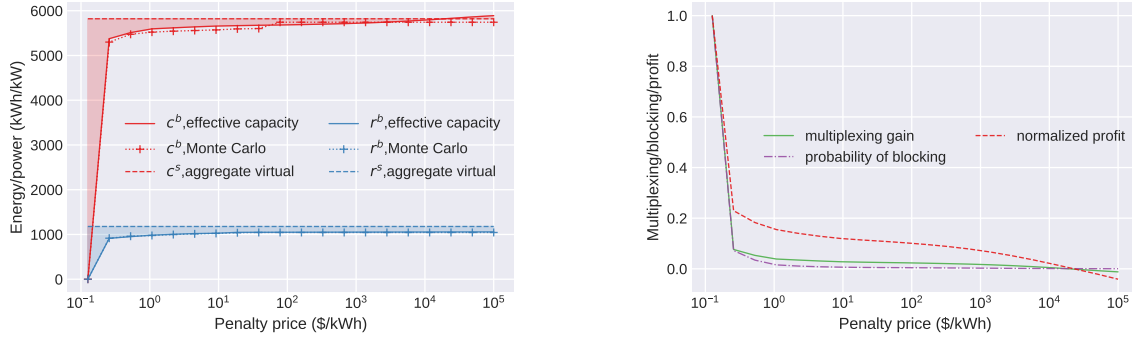 6000
5000
4000
3000
2000
1000
0
Energy/power (kWh/kW)
c^b,effective capacity
c^b,Monte Carlo
c^s,aggregate virtual
r^b,effective capacity
r^b,Monte Carlo
r^s,aggregate virtual
10^−1
10^0
10^1
10^2
10^3
10^4
10^5
Penalty price ($/kWh)
1.0
0.8
0.6
0.4
0.2
0.0
Multiplexing/blocking/profit
multiplexing gain
probability of blocking
normalized profit
10^−1
10^0
10^1
10^2
10^3
10^4
10^5
Penalty price ($/kWh)